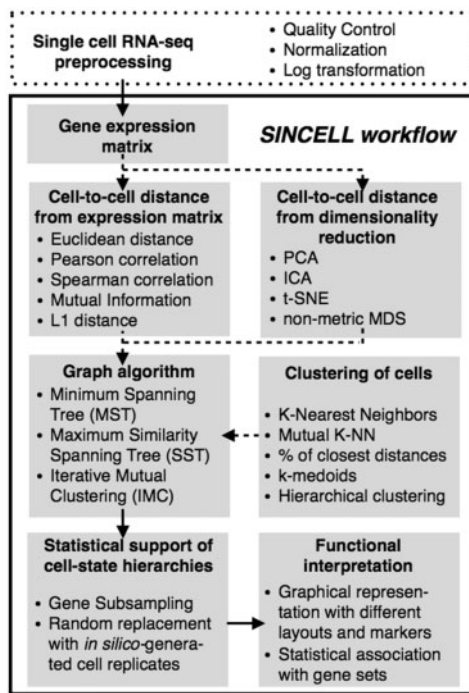 Single cell RNA-seq
preprocessing
• Quality Control
• Normalization
• Log transformation
Gene expression
matrix
SINCELL workflow
Cell-to-cell distance
from expression matrix
• Euclidean distance
• Pearson correlation
• Spearman correlation
• Mutual Information
• L1 distance
Cell-to-cell distance
from dimensionality
reduction
• PCA
• ICA
• t-SNE
• non-metric MDS
Graph algorithm
• Minimum Spanning
Tree (MST)
• Maximum Similarity
Spanning Tree (SST)
• Iterative Mutual
Clustering (IMC)
Clustering of cells
• K-Nearest Neighbors
• Mutual K-NN
• % of closest distances
• k-medoids
• Hierarchical clustering
Statistical support of
cell-state hierarchies
• Gene Subsampling
• Random replacement
with in silico-genera-
ted cell replicates
Functional
interpretation
• Graphical represen-
tation with different
layouts and markers
• Statistical association
with gene sets